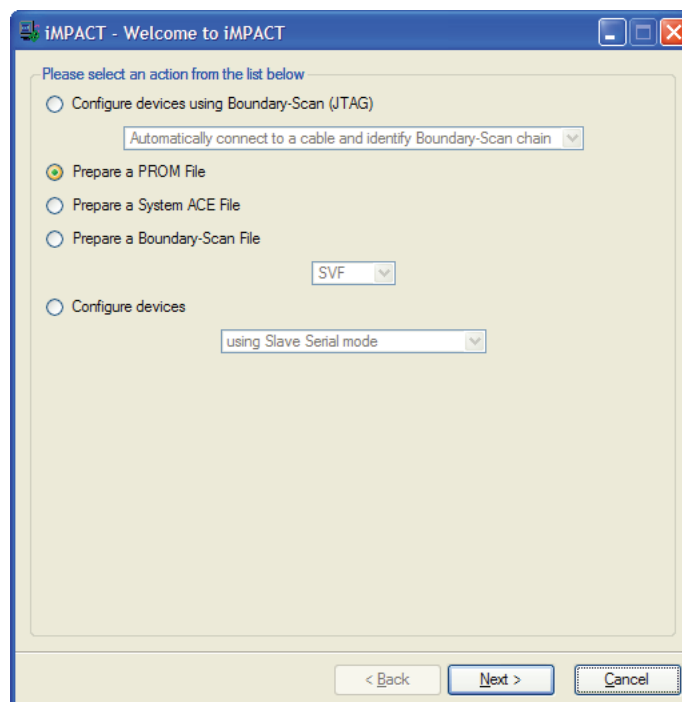 iMPACT - Welcome to iMPACT
Please select an action from the list below
Configure devices using Boundary-Scan (JTAG)
Automatically connect to a cable and identify Boundary-Scan chain
Prepare a PROM File
Prepare a System ACE File
Prepare a Boundary-Scan File
SVF
Configure devices
using Slave Serial mode
< Back Next > Cancel